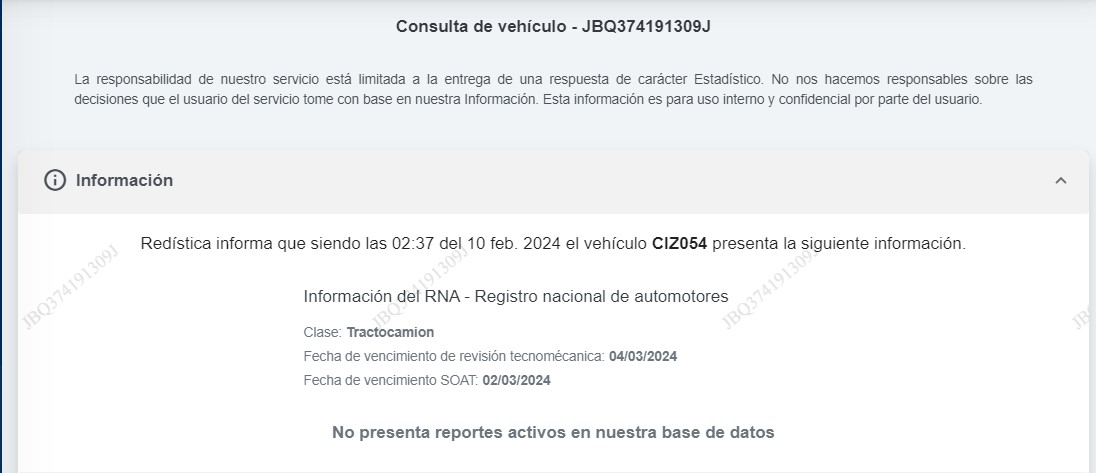 Consulta de vehículo - JBQ374191309J
La responsabilidad de nuestro servicio está limitada a la entrega de una respuesta de carácter Estadístico. No nos hacemos responsables sobre las
decisiones que el usuario del servicio tome con base en nuestra Información. Esta información es para uso interno y confidencial por parte del usuario.
Información
Redística informa que siendo las 02:37 del 10 feb. 2024 el vehículo CIZ054 presenta la siguiente información.
JBQ374191309J
JBQ374191309J
JBQ374191309J
JB
Información del RNA - Registro nacional de automotores
Clase: Tractocamion
Fecha de vencimiento de revisión tecnomécanica: 04/03/2024
Fecha de vencimiento SOAT: 02/03/2024
No presenta reportes activos en nuestra base de datos